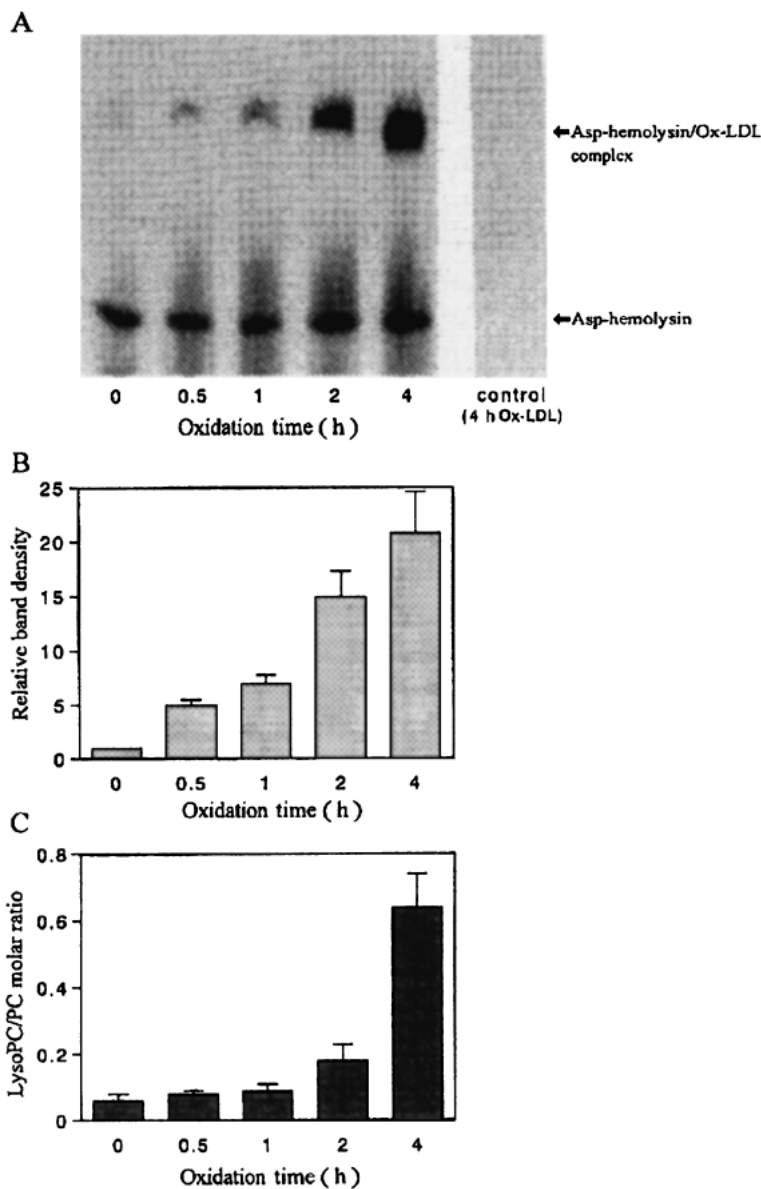 A
←Asp-hemolysin/Ox-LDL
complex
←Asp-hemolysin
0 0.5 1 2 4 control
(4 h Ox-LDL)
Oxidation time ( h )
B
Relative band density
25
20
15
10
5
0
0 0.5 1 2 4
Oxidation time ( h )
C
LysoPC/PC molar ratio
0.8
0.6
0.4
0.2
0
0 0.5 1 2 4
Oxidation time ( h )